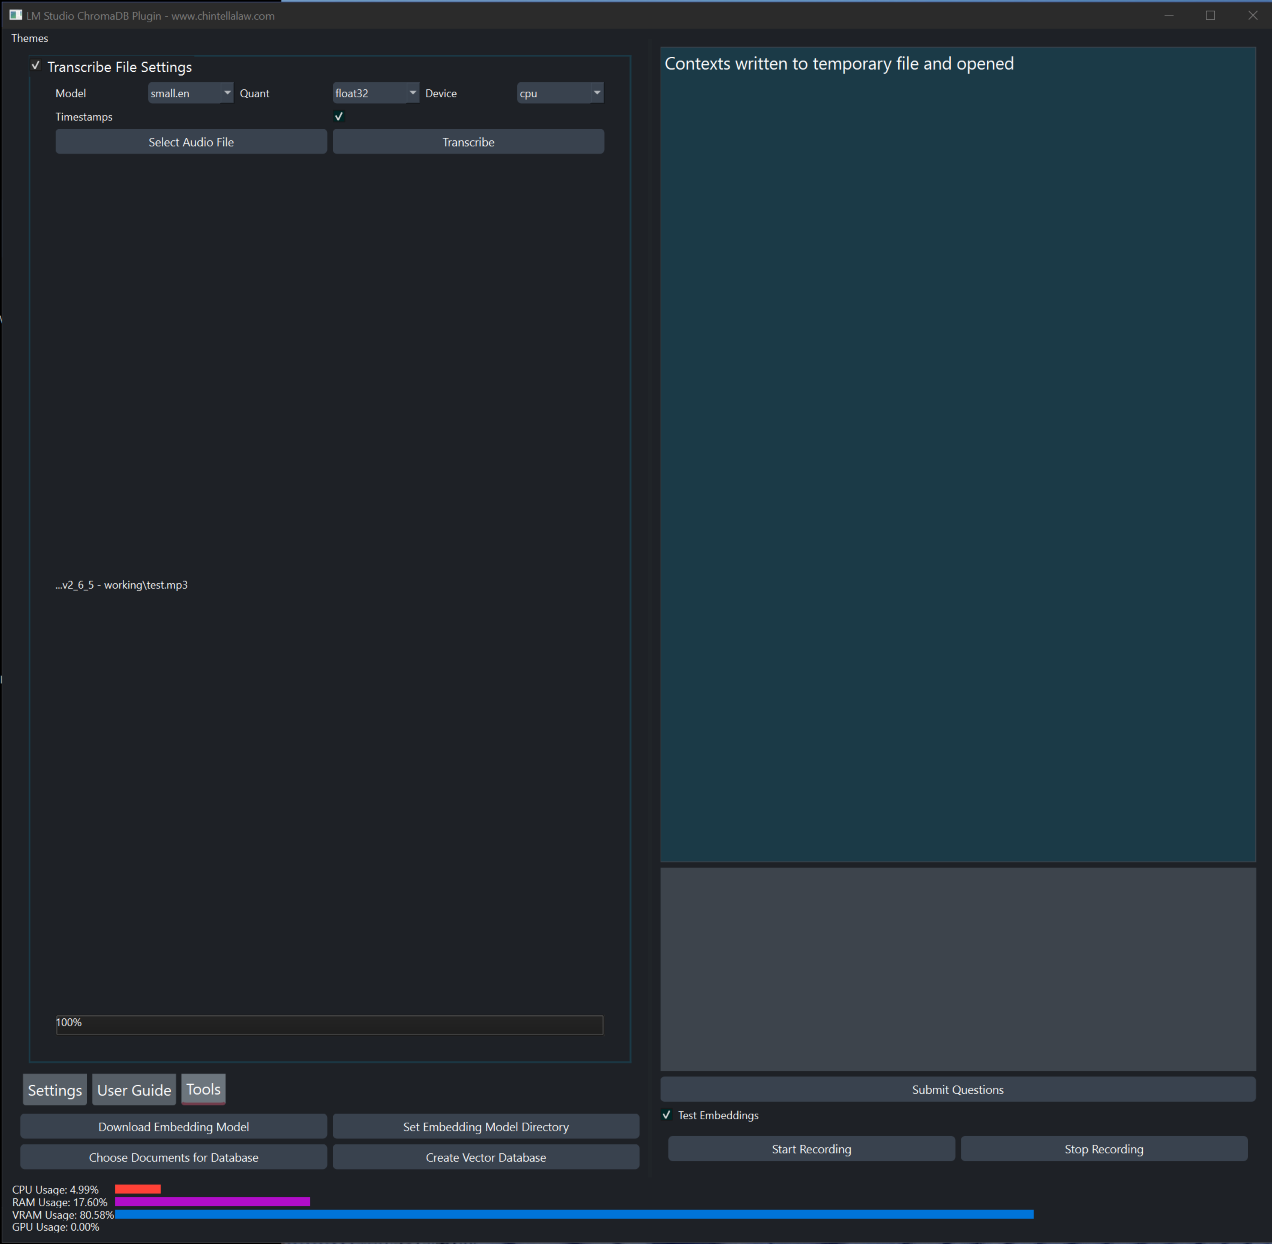 LM Studio ChromaDB Plugin - www.chintellalaw.com
Themes
Transcribe File Settings
Model small.en Quant float32 Device cpu
Timestamps
Select Audio File Transcribe
...v2_6_5 - working\test.mp3
100%
Settings User Guide Tools
Download Embedding Model Set Embedding Model Directory
Choose Documents for Database Create Vector Database
CPU Usage: 4.99%
RAM Usage: 17.60%
VRAM Usage: 80.58%
GPU Usage: 0.00%
Contexts written to temporary file and opened
Submit Questions
Test Embeddings
Start Recording Stop Recording